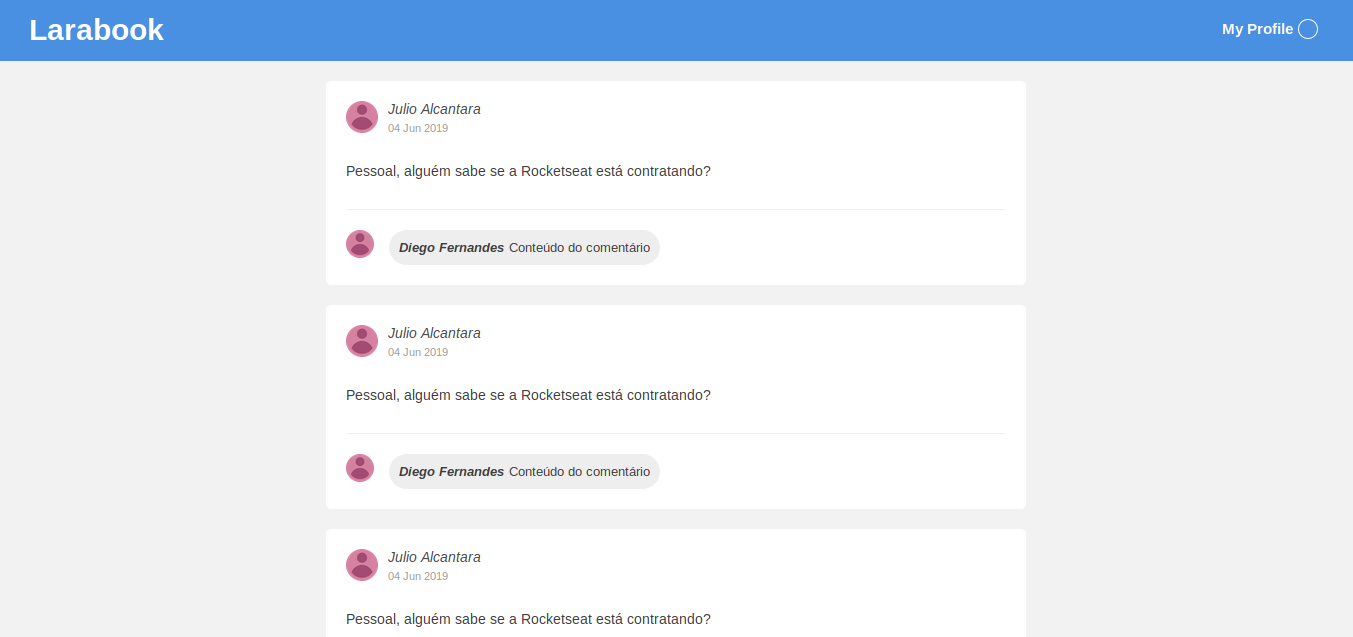 Larabook
My Profile
Julio Alcantara
04 Jun 2019
Pessoal, alguém sabe se a Rocketseat está contratando?
Diego Fernandes Conteúdo do comentário
Julio Alcantara
04 Jun 2019
Pessoal, alguém sabe se a Rocketseat está contratando?
Diego Fernandes Conteúdo do comentário
Julio Alcantara
04 Jun 2019
Pessoal, alguém sabe se a Rocketseat está contratando?